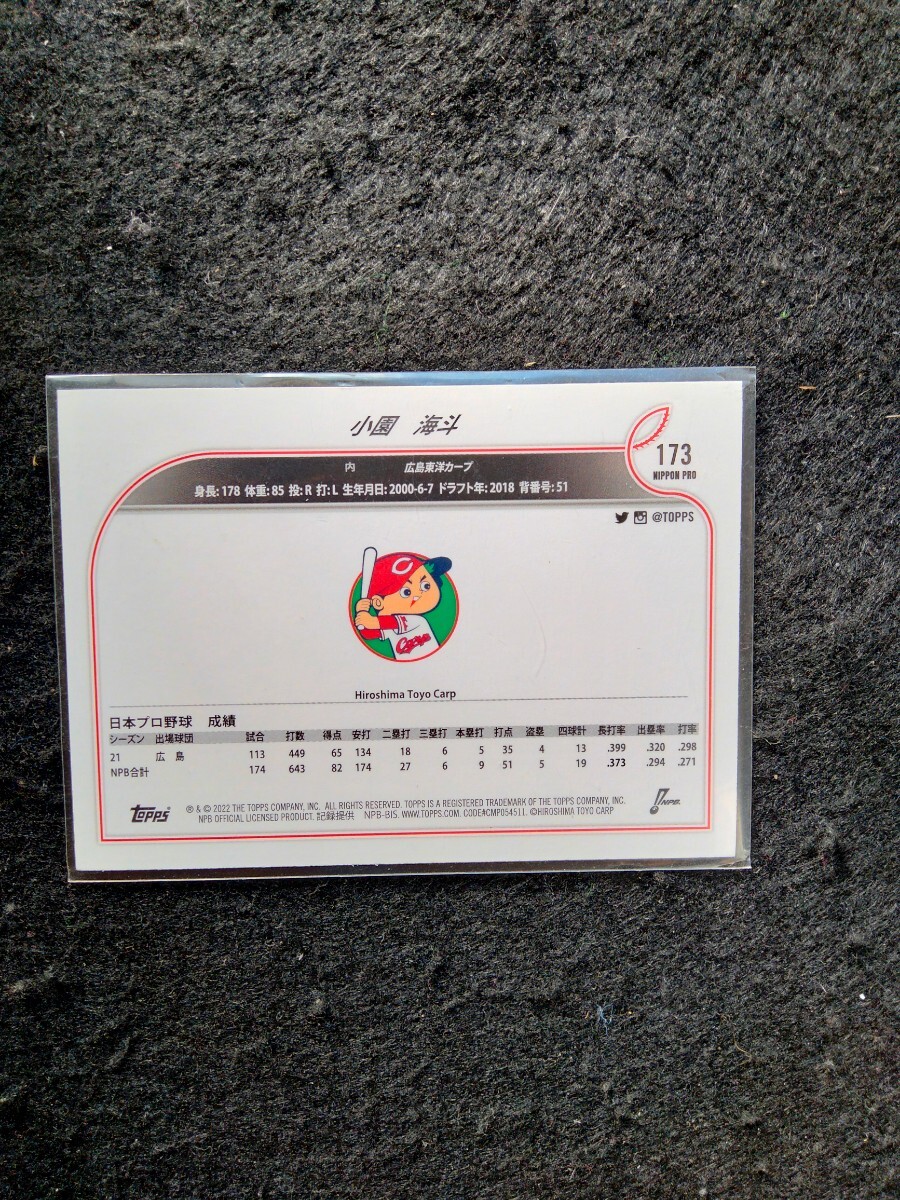 小園 海斗
173
NIPPON PRO
内 広島東洋カープ
身長: 178 体重: 85 投: R 打: L 生年月日: 2000-6-7 ドラフト年: 2018 背番号: 51
@TOPPS
C
Carp
Hiroshima Toyo Carp
日本プロ野球 成績
シーズン 出場球団 試合 打数 得点 安打 二塁打 三塁打 本塁打 打点 盗塁 四球計 長打率 出塁率 打率
21 広 島 113 449 65 134 18 6 5 35 4 13 .399 .320 .298
NPB合計 174 643 82 174 27 6 9 51 5 19 .373 .294 .271
TOPPS® ® & © 2022 THE TOPPS COMPANY, INC. ALL RIGHTS RESERVED. TOPPS IS A REGISTERED TRADEMARK OF THE TOPPS COMPANY, INC.
NPB OFFICIAL LICENSED PRODUCT. 記録提供 NPB-BIS. WWW.TOPPS.COM. CODE#CMP054511. ©HIROSHIMA TOYO CARP
NPB.